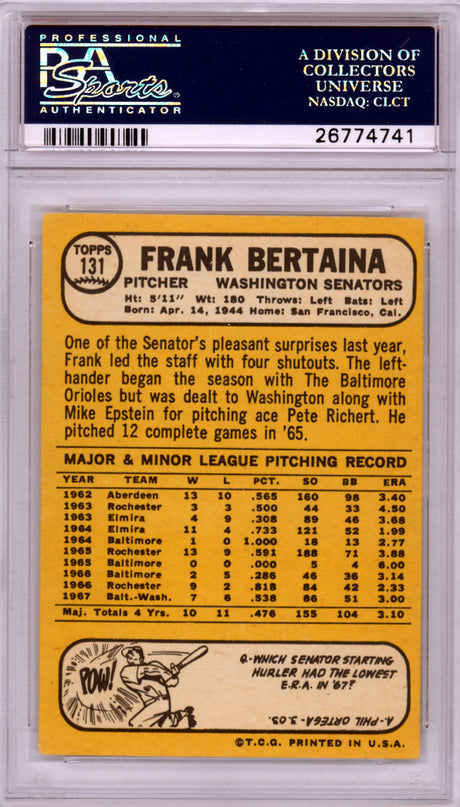 PROFESSIONAL
PSA
Sports
AUTHENTICATOR
A DIVISION OF
COLLECTORS
UNIVERSE
NASDAQ: CLCT
26774741
TOPPS
131
FRANK BERTAINA
PITCHER WASHINGTON SENATORS
Ht: 5'11" Wt: 180 Throws: Left Bats: Left
Born: Apr. 14, 1944 Home: San Francisco, Cal.
One of the Senator's pleasant surprises last year,
Frank led the staff with four shutouts. The left-
hander began the season with The Baltimore
Orioles but was dealt to Washington along with
Mike Epstein for pitching ace Pete Richert. He
pitched 12 complete games in '65.
MAJOR & MINOR LEAGUE PITCHING RECORD
YEAR TEAM W L PCT. SO BB ERA
1962 Aberdeen 13 10 .565 160 98 3.40
1963 Rochester 3 3 .500 44 33 4.50
1963 Elmira 4 9 .308 89 46 3.68
1964 Elmira 11 4 .733 121 52 1.99
1964 Baltimore 1 0 1.000 18 13 2.77
1965 Rochester 13 9 .591 188 71 3.88
1965 Baltimore 0 0 .000 5 4 6.00
1966 Baltimore 2 5 .286 46 36 3.14
1966 Rochester 9 2 .818 84 42 2.33
1967 Balt.-Wash. 7 6 .538 86 51 3.00
Maj. Totals 4 Yrs. 10 11 .476 155 104 3.10
POW!
Q-WHICH SENATOR STARTING
HURLER HAD THE LOWEST
E.R.A. IN '67?
A-PHIL ORTEGA-3.03.
©T.C.G. PRINTED IN U.S.A.